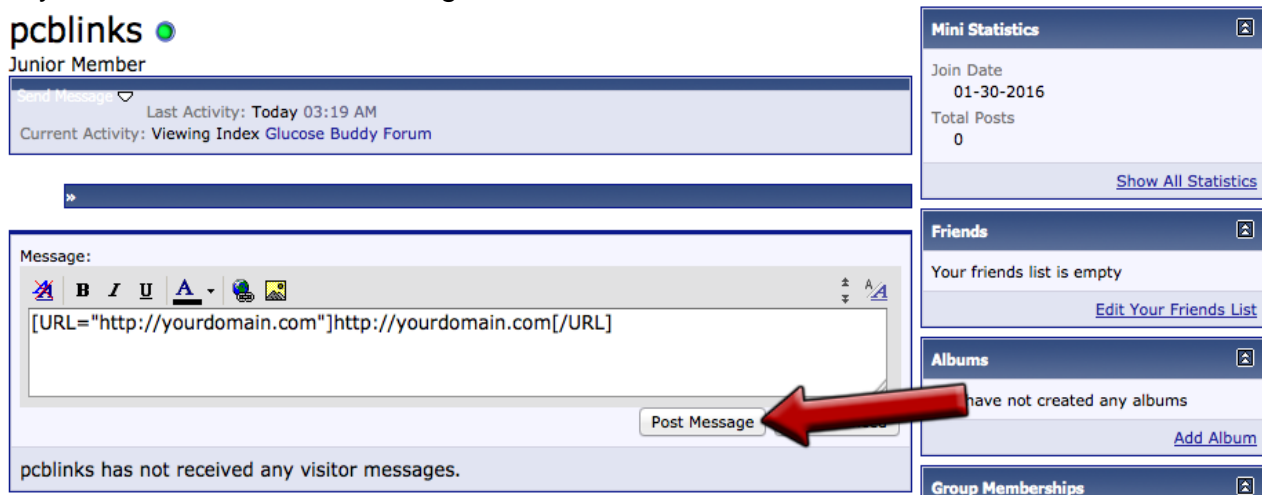 pcblinks
Junior Member
Send Message
Last Activity: Today 03:19 AM
Current Activity: Viewing Index Glucose Buddy Forum
»
Message:
B I U A
A
[URL="http://yourdomain.com"]http://yourdomain.com[/URL]
Post Message
pcblinks has not received any visitor messages.
Mini Statistics
Join Date
01-30-2016
Total Posts
0
Show All Statistics
Friends
Your friends list is empty
Edit Your Friends List
Albums
have not created any albums
Add Album
Group Memberships